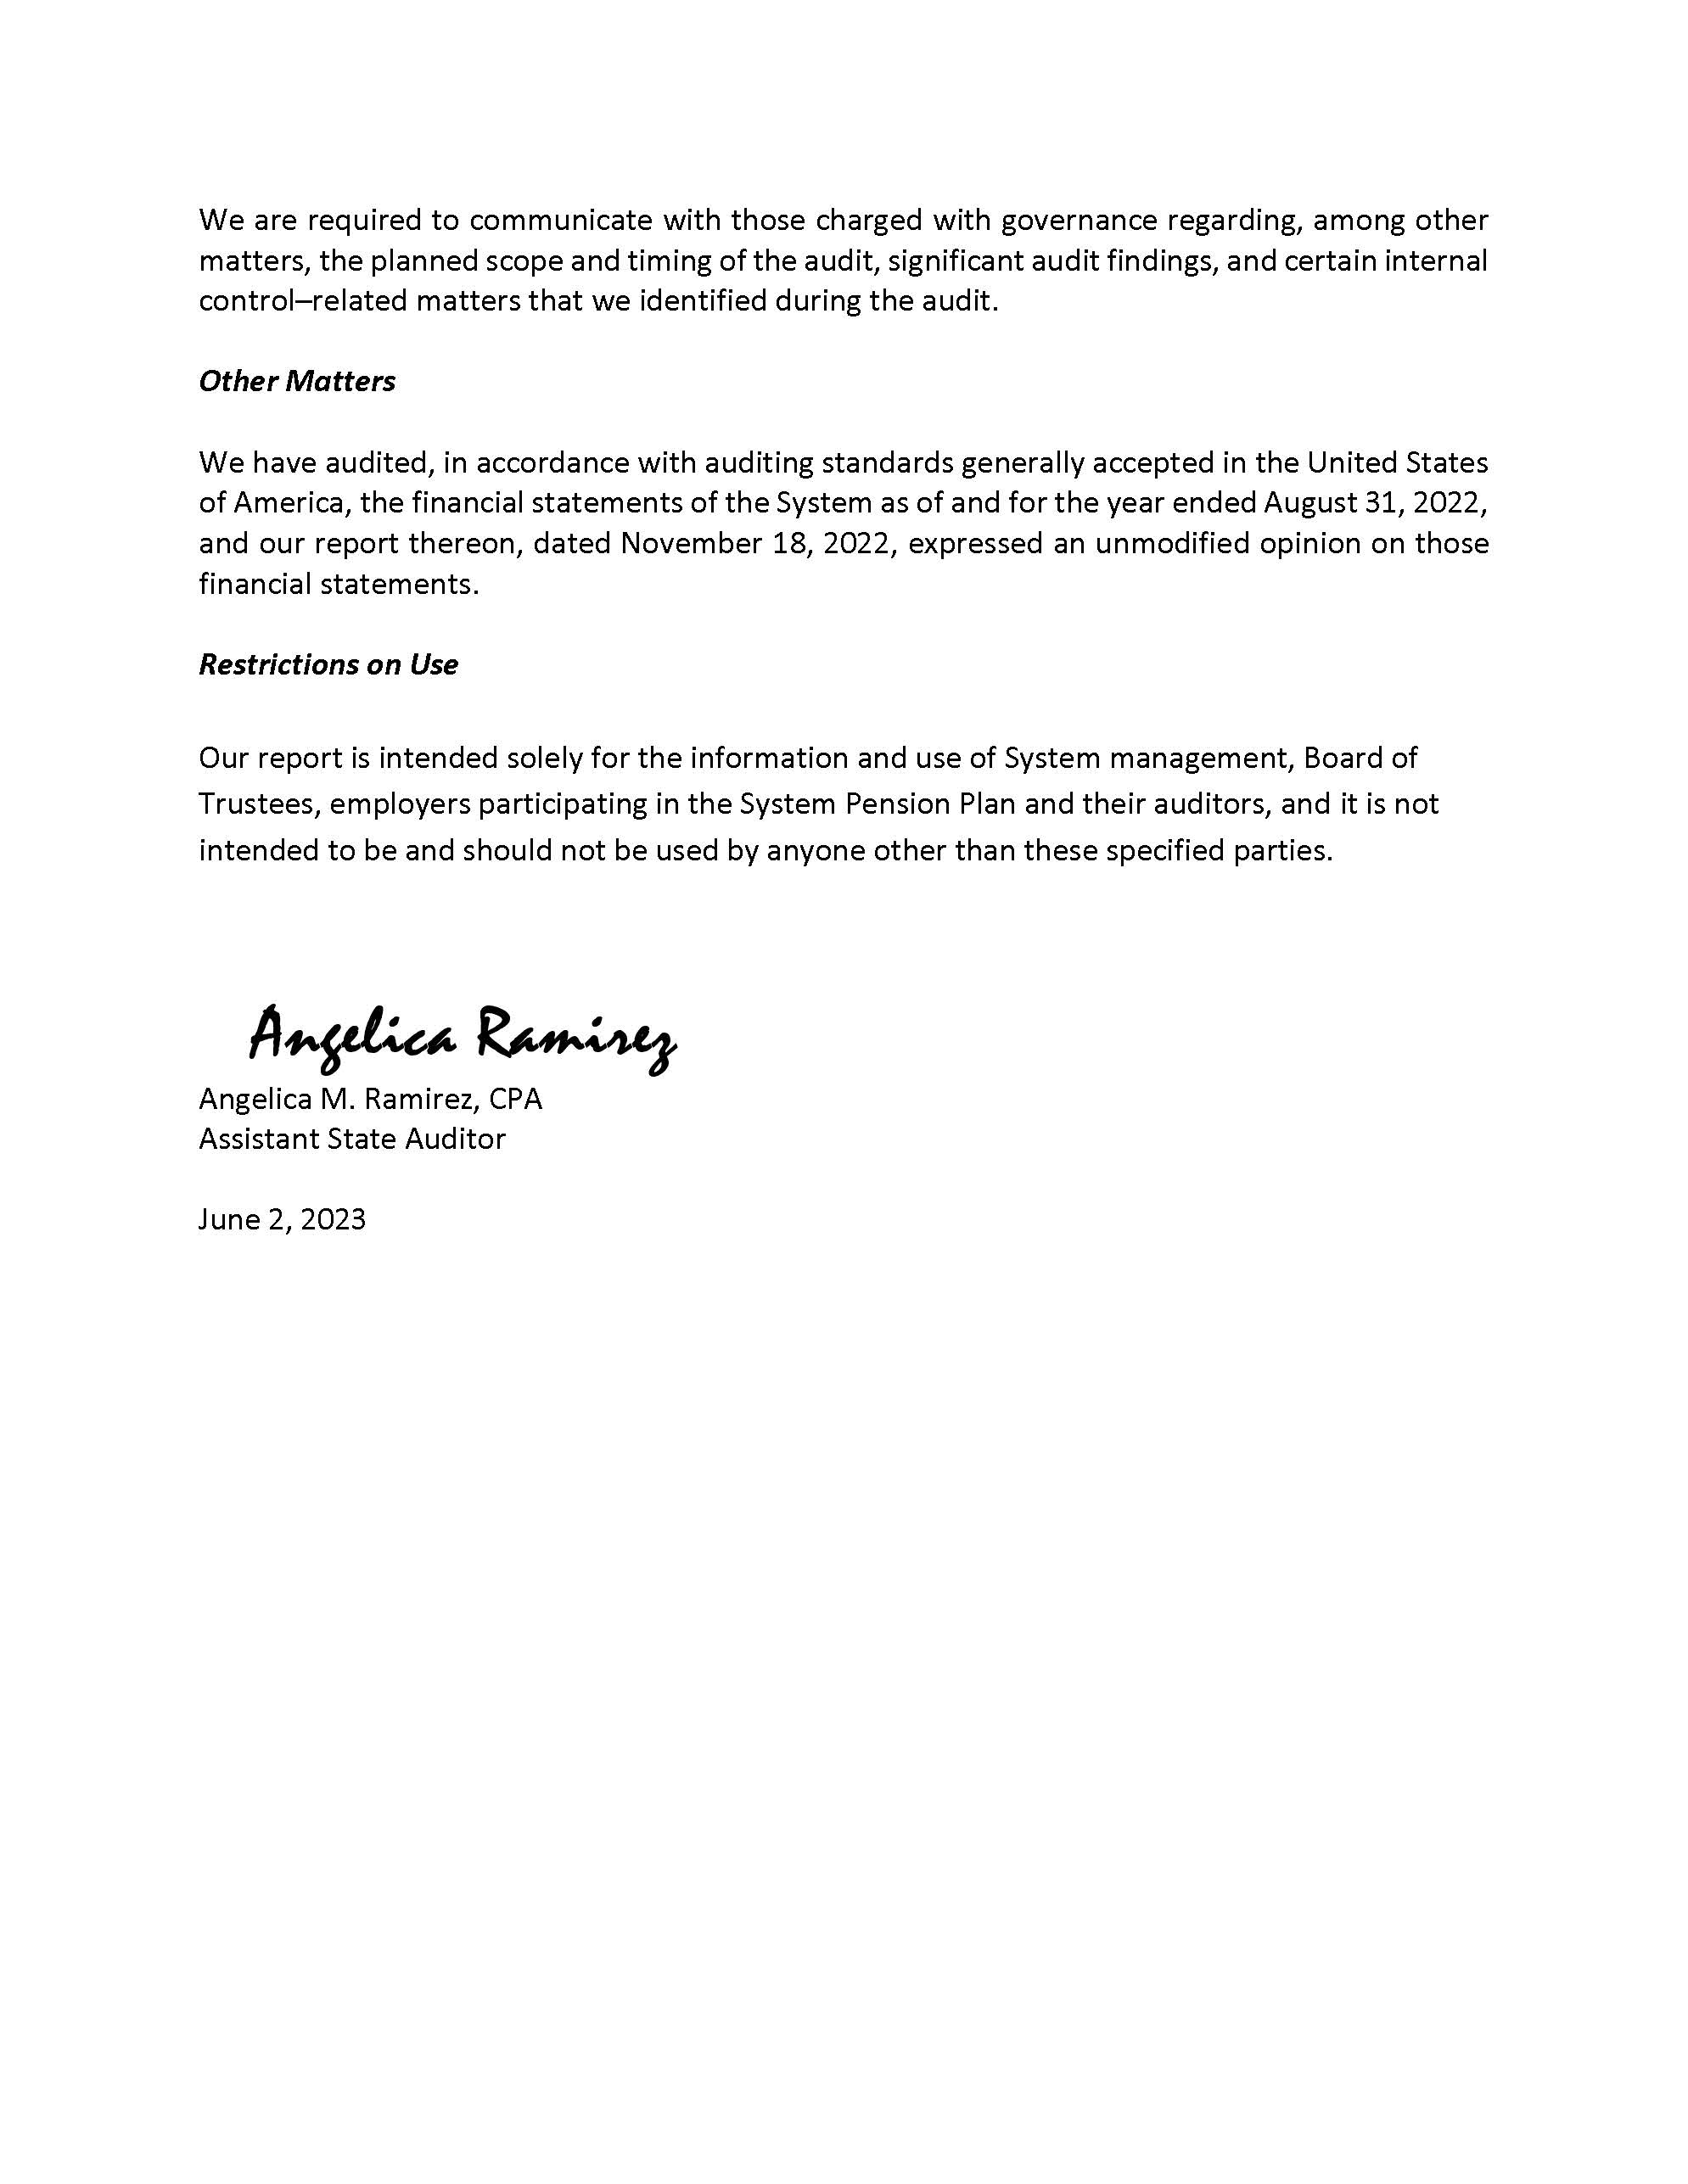 We are required to communicate with those charged with governance regarding, among other
matters, the planned scope and timing of the audit, significant audit findings, and certain internal
control–related matters that we identified during the audit.
Other Matters
We have audited, in accordance with auditing standards generally accepted in the United States
of America, the financial statements of the System as of and for the year ended August 31, 2022,
and our report thereon, dated November 18, 2022, expressed an unmodified opinion on those
financial statements.
Restrictions on Use
Our report is intended solely for the information and use of System management, Board of
Trustees, employers participating in the System Pension Plan and their auditors, and it is not
intended to be and should not be used by anyone other than these specified parties.
Angelica Ramirez
Angelica M. Ramirez, CPA
Assistant State Auditor
June 2, 2023